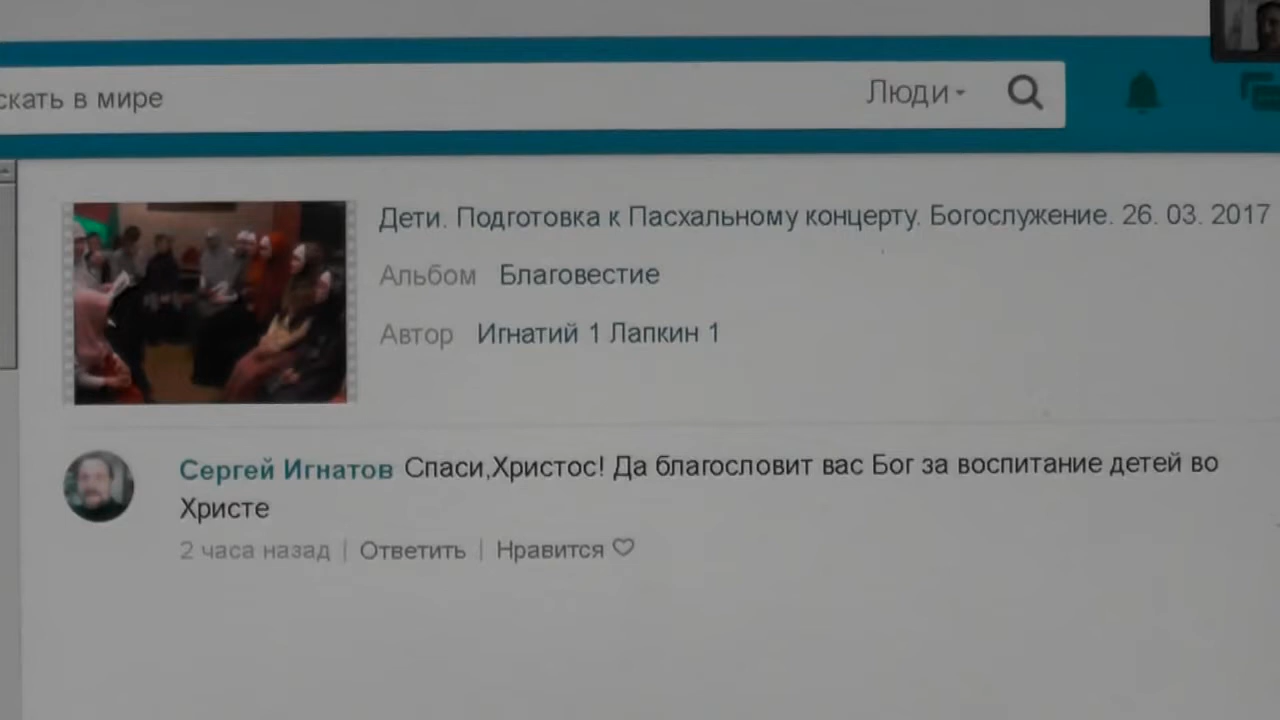 скать в мире
Люди
Дети. Подготовка к Пасхальному концерту. Богослужение. 26. 03. 2017
Альбом Благовестие
Автор Игнатий 1 Лапкин 1
Сергей Игнатов Спаси,Христос! Да благословит вас Бог за воспитание детей во
Христе
2 часа назад | Ответить | Нравится